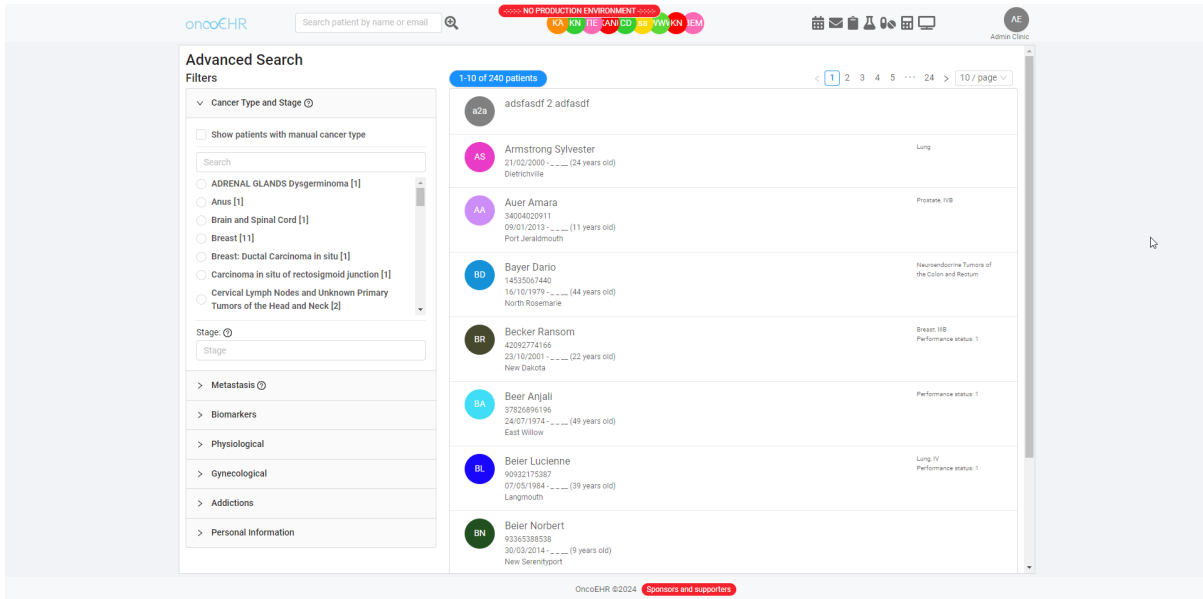 oncoEHR
Search patient by name or email
-:-:-:- NO PRODUCTION ENVIRONMENT -:-:-:-
KA KN CD KN
AE
Admin Clinic
Advanced Search
Filters
1-10 of 240 patients
< 1 2 3 4 5 ··· 24 > 10 / page
Cancer Type and Stage
Show patients with manual cancer type
Search
ADRENAL GLANDS Dysgerminoma [1]
Anus [1]
Brain and Spinal Cord [1]
Breast [11]
Breast: Ductal Carcinoma in situ [1]
Carcinoma in situ of rectosigmoid junction [1]
Cervical Lymph Nodes and Unknown Primary
Tumors of the Head and Neck [2]
Stage:
Stage
Metastasis
Biomarkers
Physiological
Gynecological
Addictions
Personal Information
a2a
adsfasdf 2 adfasdf
AS
Armstrong Sylvester
21/02/2000 - _ _ __ (24 years old)
Dietrichville
Lung
AA
Auer Amara
34004020911
09/01/2013 - _ _ __ (11 years old)
Port Jeraldmouth
Prostate, IVB
BD
Bayer Dario
14535067440
16/10/1979 - _ _ __ (44 years old)
North Rosemarie
Neuroendocrine Tumors of
the Colon and Rectum
BR
Becker Ransom
42092774166
23/10/2001 - _ _ __ (22 years old)
New Dakota
Breast, IIIB
Performance status: 1
BA
Beer Anjali
37826896196
24/07/1974 - _ _ __ (49 years old)
East Willow
Performance status: 1
BL
Beier Lucienne
90932175387
07/05/1984 - _ _ __ (39 years old)
Langmouth
Lung, IV
Performance status: 1
BN
Beier Norbert
93365388538
30/03/2014 - _ _ __ (9 years old)
New Serenityport
OncoEHR ©2024 Sponsors and supporters